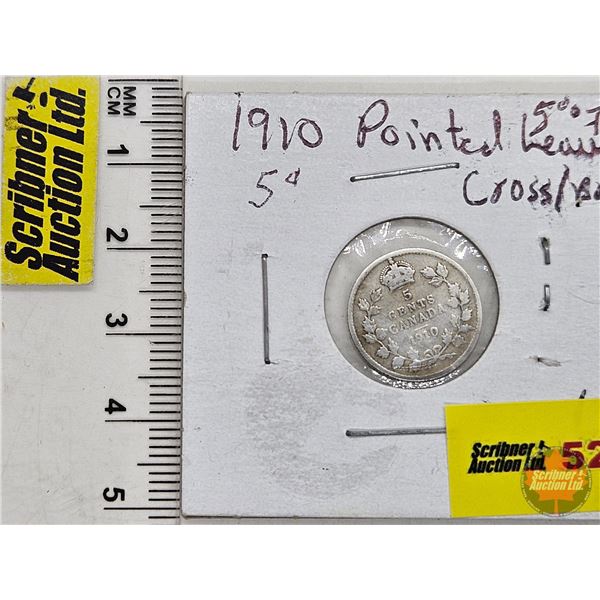 Scribner
Auction Ltd.
MM
CM
1
2
3
4
5
1910 Pointed
5¢
Cross/
5
CENTS
CANADA
1910
Scribner
Auction Ltd. 52
Scribner
Auction Ltd.